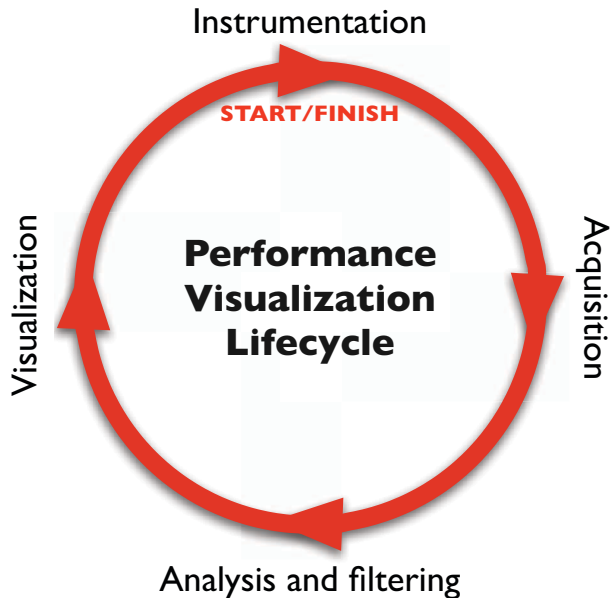 Instrumentation
START/FINISH
Visualization
Performance
Visualization
Lifecycle
Acquisition
Analysis and filtering